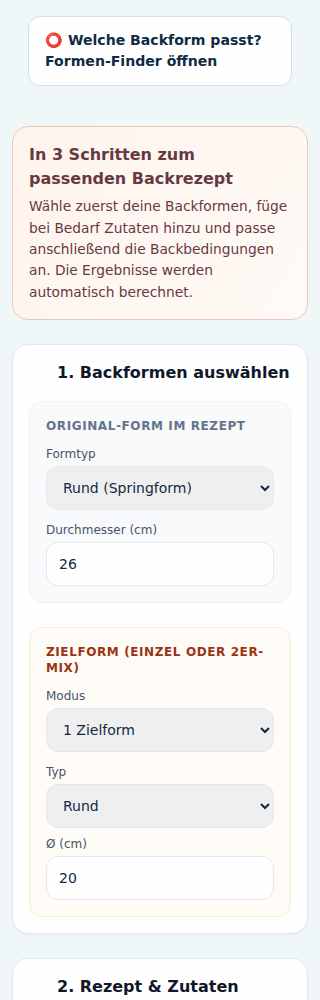 ⭕ Welche Backform passt?
Formen-Finder öffnen
In 3 Schritten zum
passenden Backrezept
Wähle zuerst deine Backformen, füge
bei Bedarf Zutaten hinzu und passe
anschließend die Backbedingungen
an. Die Ergebnisse werden
automatisch berechnet.
1. Backformen auswählen
ORIGINAL-FORM IM REZEPT
Formtyp
Rund (Springform)
Durchmesser (cm)
26
ZIELFORM (EINZEL ODER 2ER-
MIX)
Modus
1 Zielform
Typ
Rund
Ø (cm)
20
2. Rezept & Zutaten